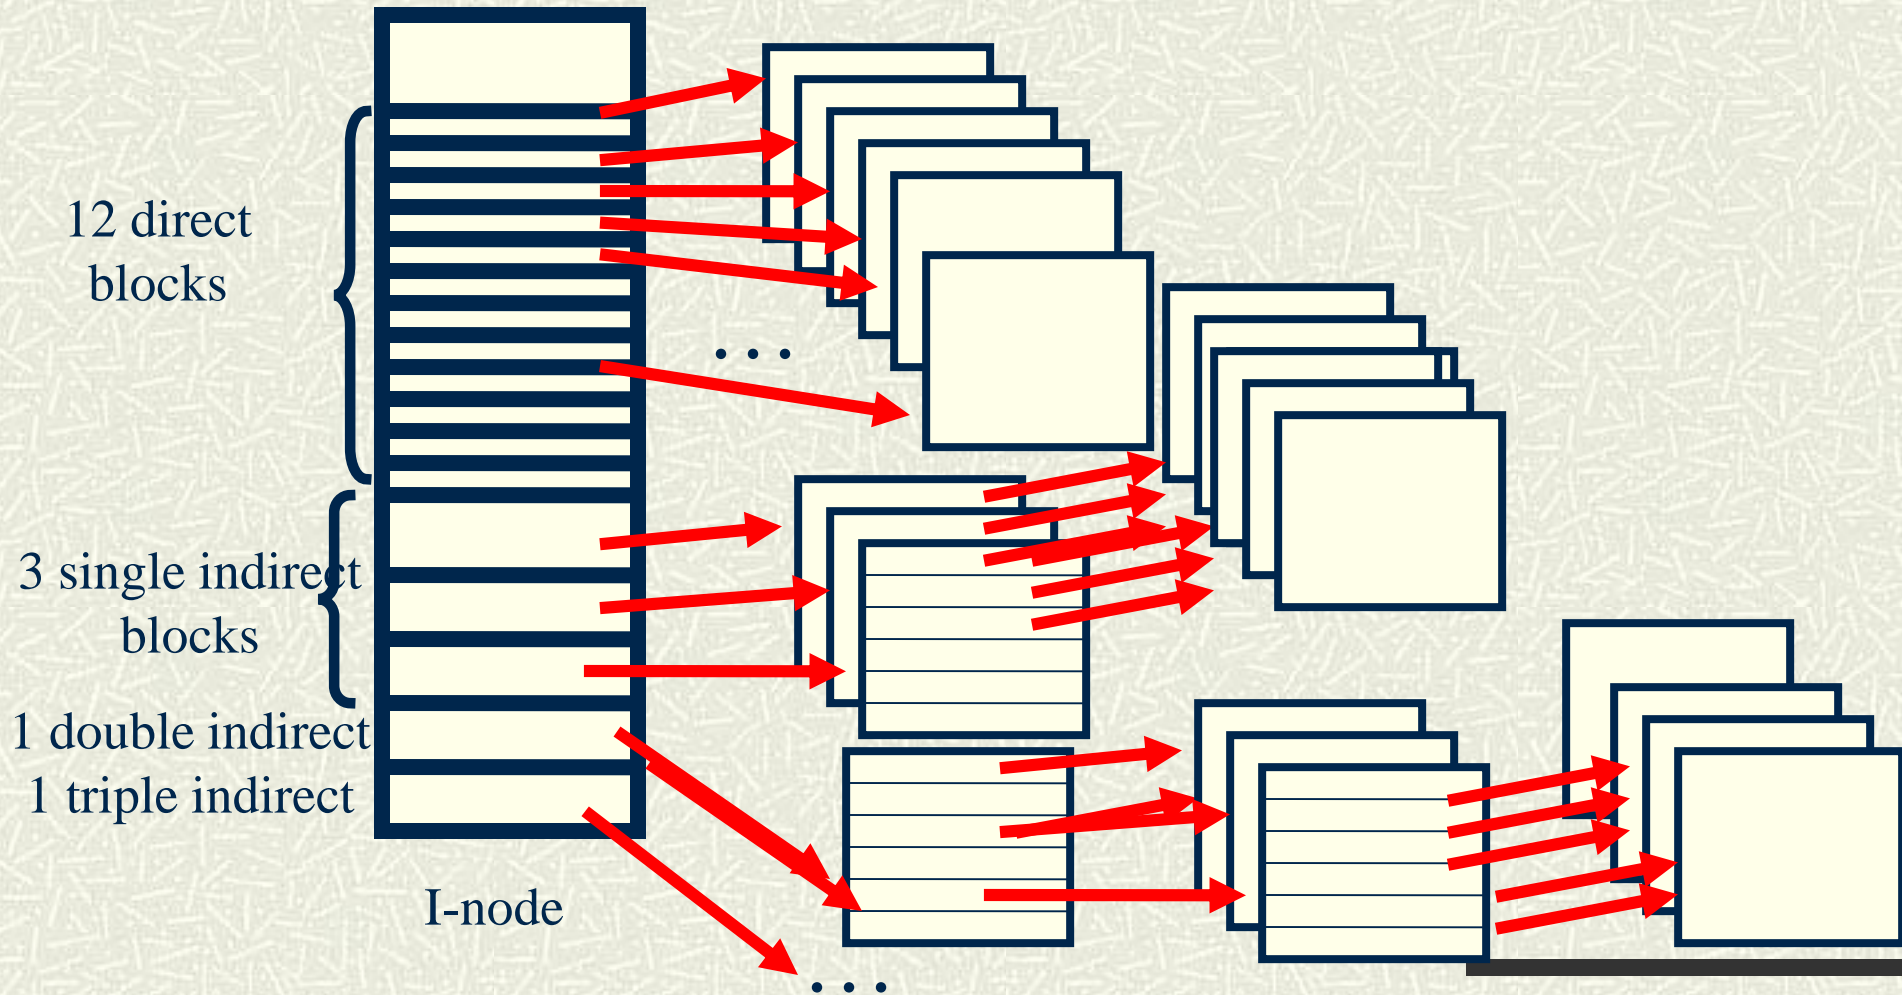 12 direct
blocks
. . .
3 single indirect
blocks
1 double indirect
1 triple indirect
I-node
. . .